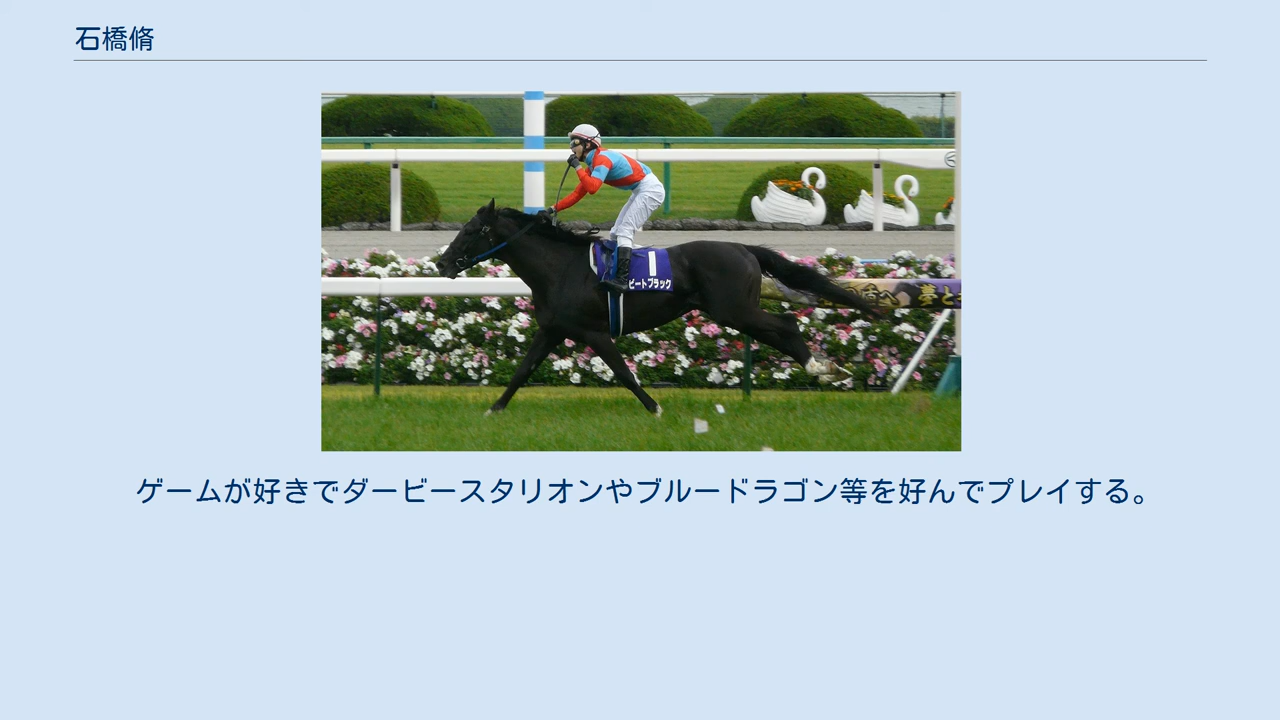 石橋脩
1
ビートブラック
夢と
ゲームが好きでダービースタリオンやブルードラゴン等を好んでプレイする。